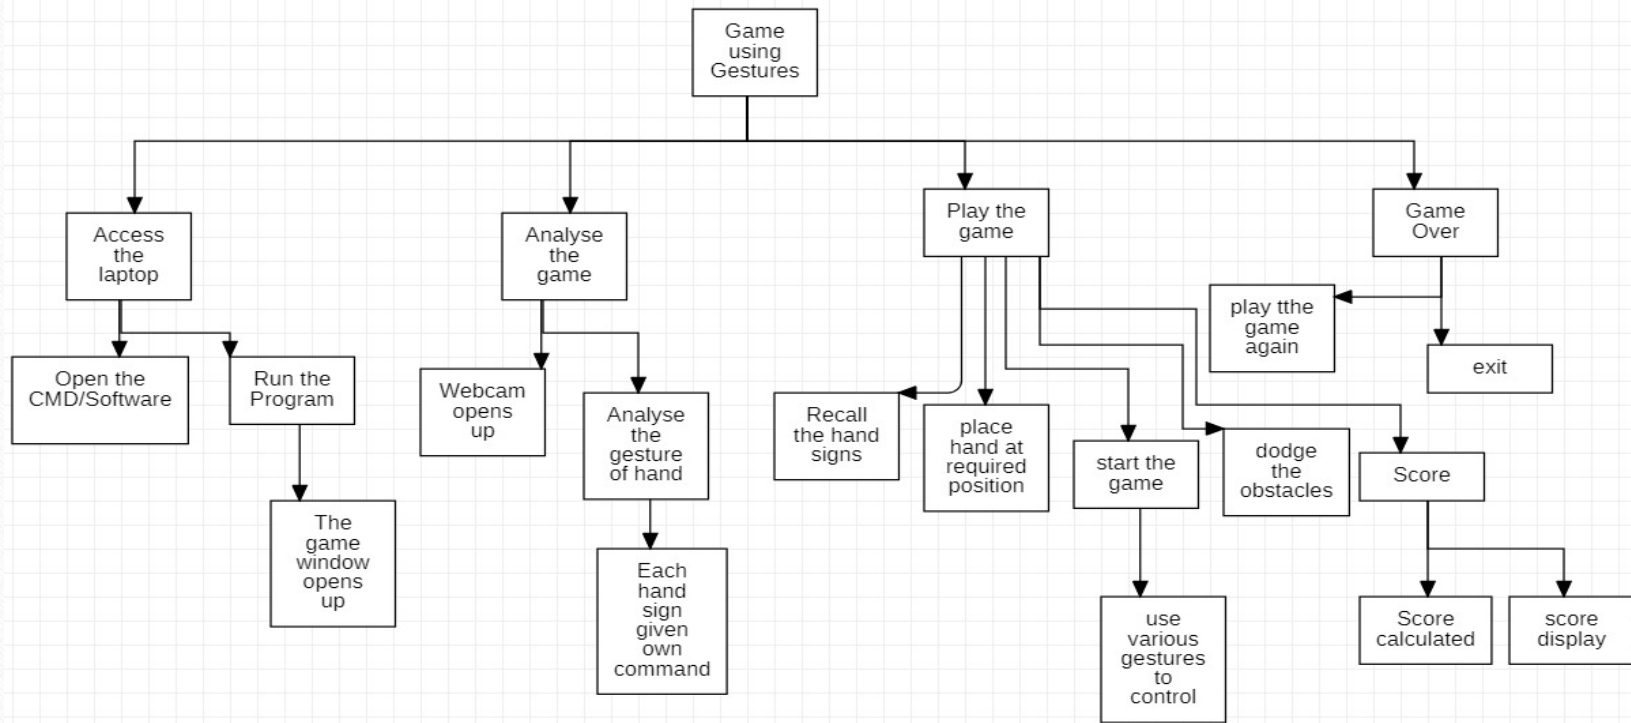 Game
using
Gestures
Access
the
laptop
Analyse
the
game
Play the
game
Game
Over
Open the
CMD/Software
Run the
Program
The
game
window
opens
up
Webcam
opens
up
Analyse
the
gesture
of hand
Each
hand
sign
given
own
command
Recall
the hand
signs
place
hand at
required
position
start the
game
use
various
gestures
to
control
dodge
the
obstacles
Score
Score
calculated
score
display
play tthe
game
again
exit